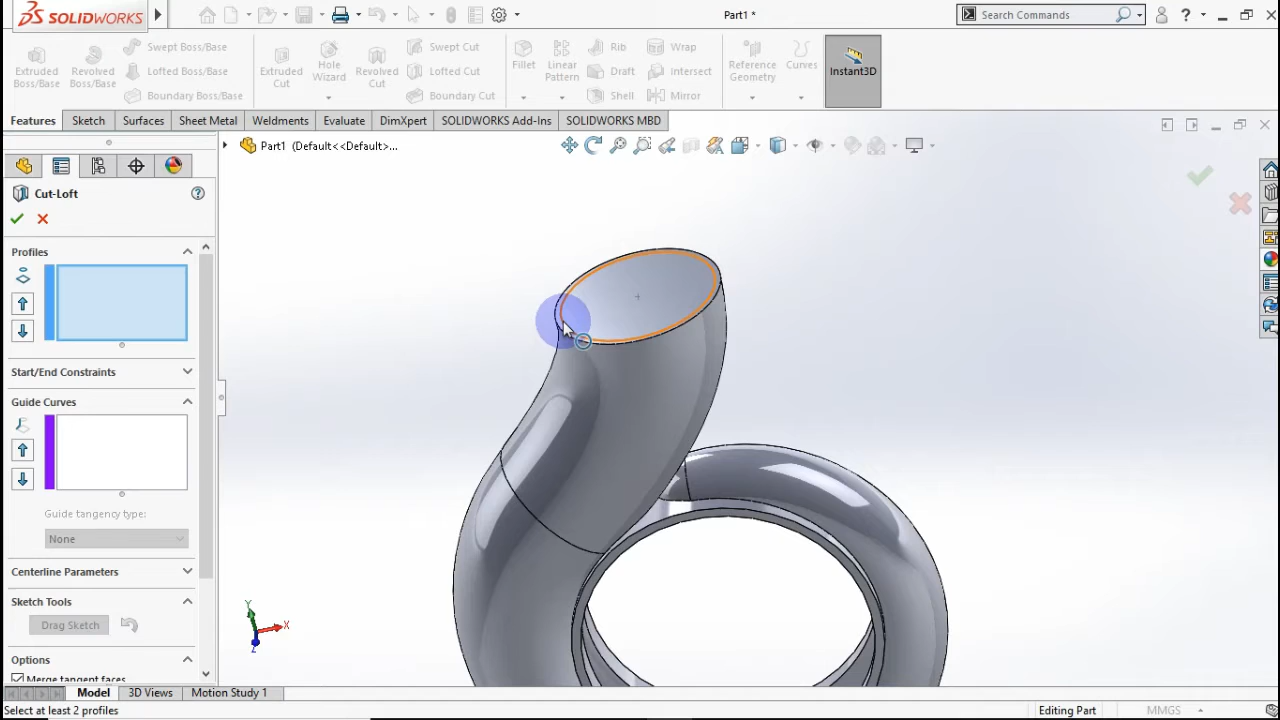 SOLIDWORKS
Part1 *
Search Commands
?
Extruded Boss/Base
Revolved Boss/Base
Swept Boss/Base
Lofted Boss/Base
Boundary Boss/Base
Extruded Cut
Hole Wizard
Revolved Cut
Swept Cut
Lofted Cut
Boundary Cut
Fillet
Linear Pattern
Rib
Draft
Shell
Wrap
Intersect
Mirror
Reference Geometry
Curves
Instant3D
Features
Sketch
Surfaces
Sheet Metal
Weldments
Evaluate
DimXpert
SOLIDWORKS Add-Ins
SOLIDWORKS MBD
Part1 (Default<<Default>...
Cut-Loft
?
Profiles
Start/End Constraints
Guide Curves
Guide tangency type:
None
Centerline Parameters
Sketch Tools
Drag Sketch
Options
Merge tangent faces
Y
X
Z
Model
3D Views
Motion Study 1
Select at least 2 profiles
Editing Part
MMGS